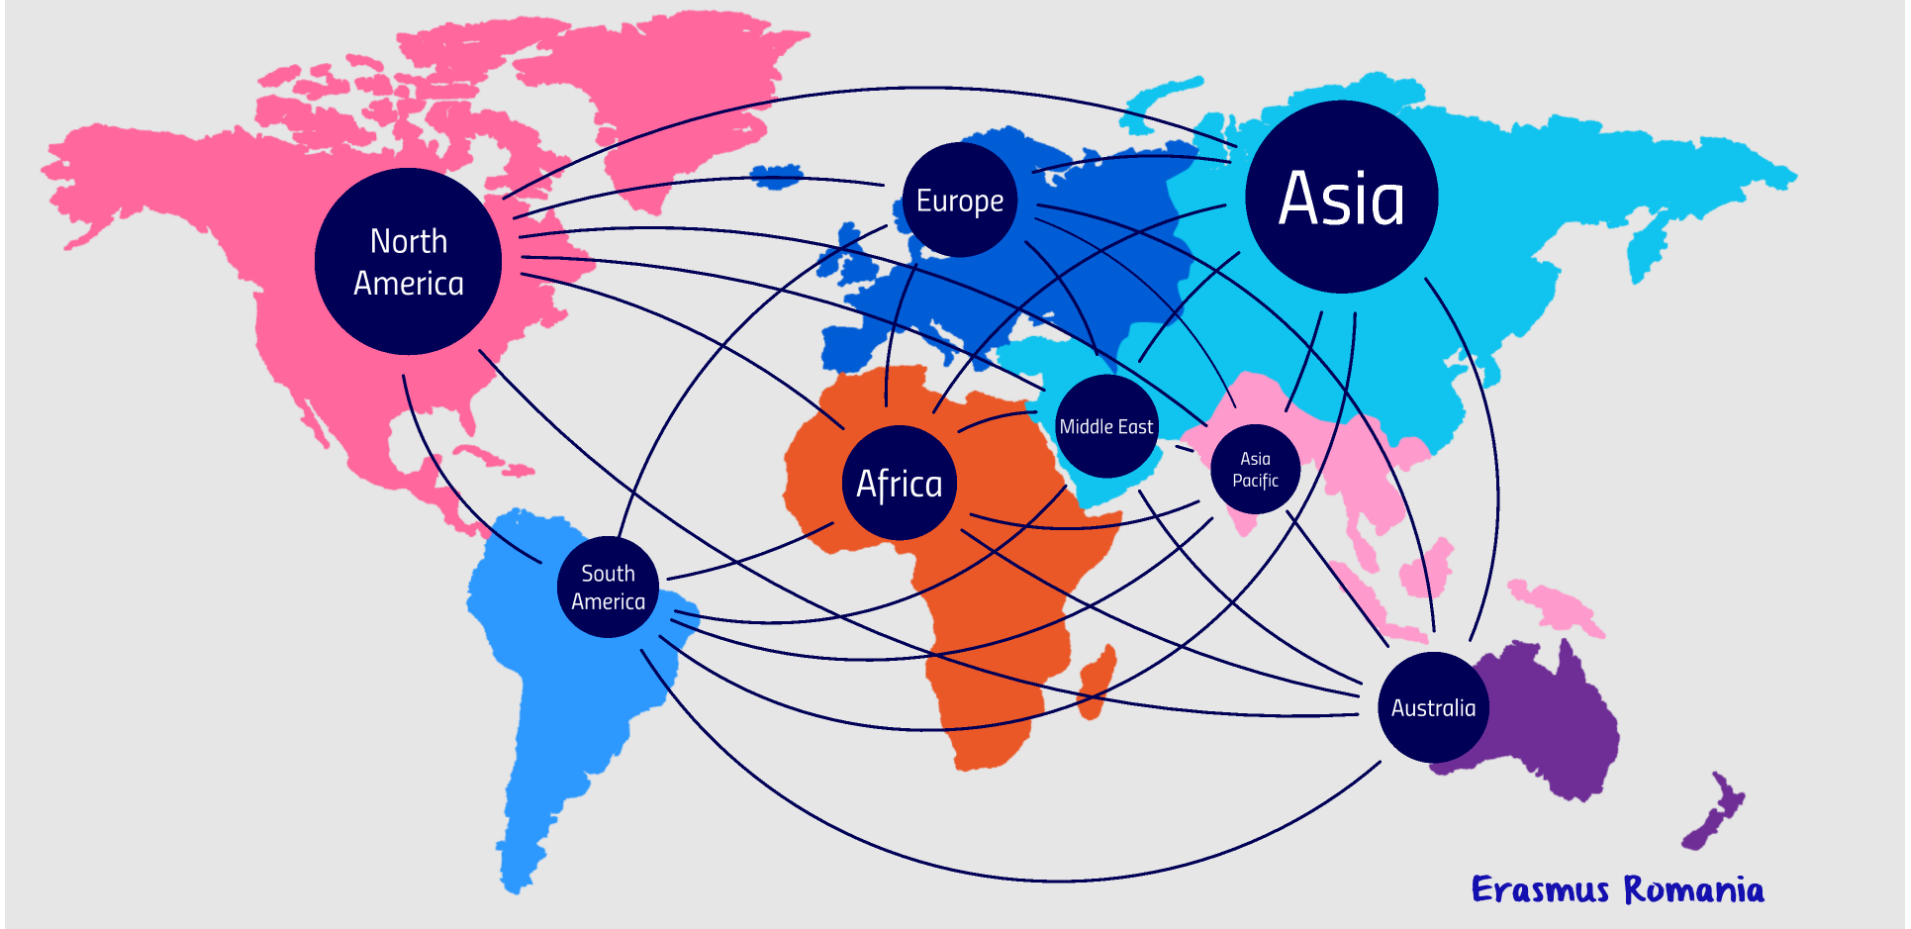 North
America
Europe
Asia
Middle East
Africa
Asia
Pacific
South
America
Australia
Erasmus Romania